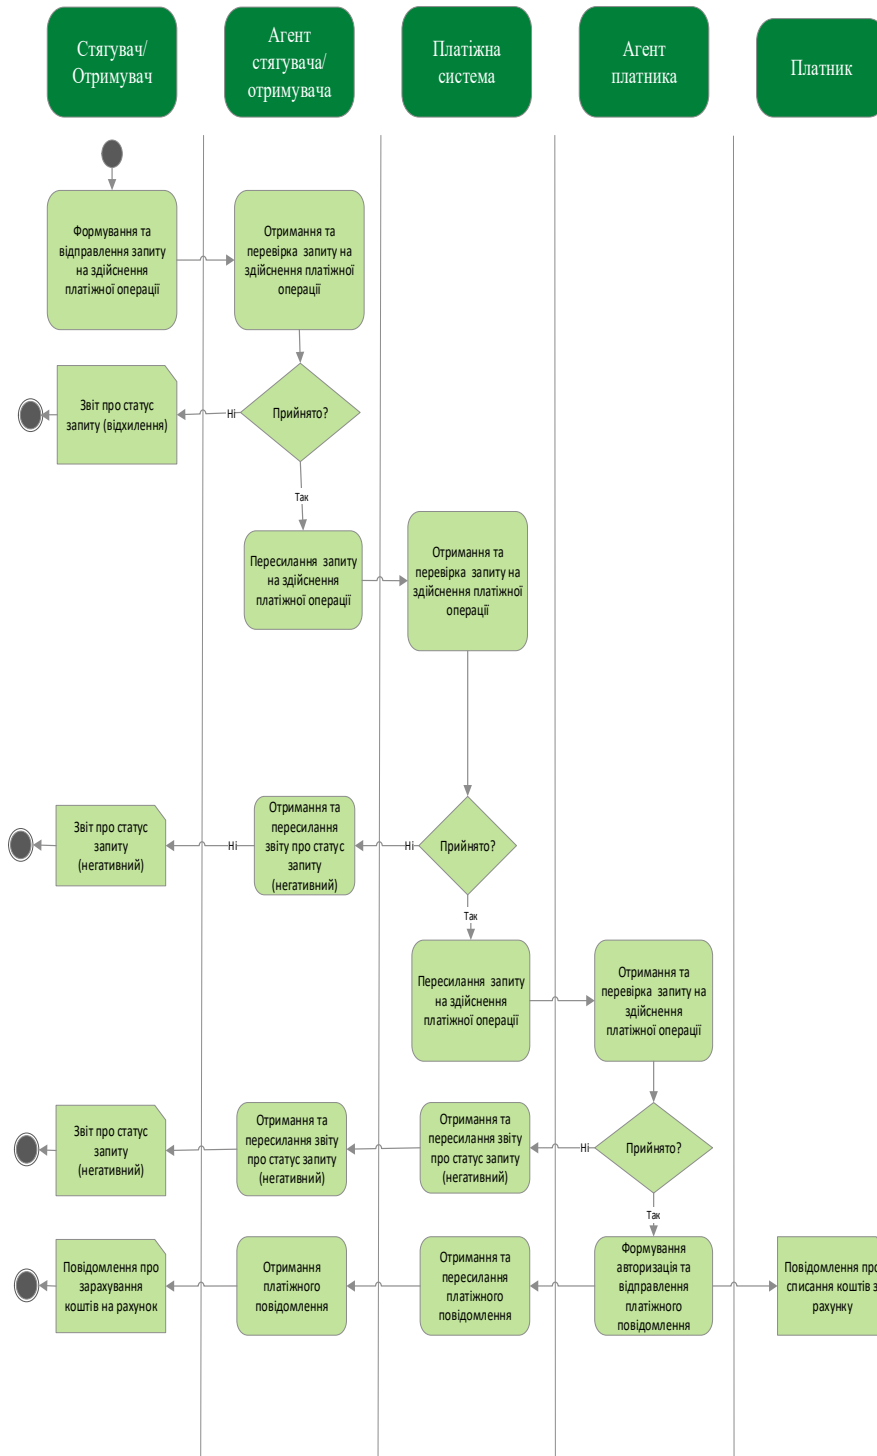 Стягувач/
Отримувач
Агент
стягувача/
отримувача
Платіжна
система
Агент
платника
Платник
Формування та
відправлення запиту
на здійснення
платіжної операції
Отримання та
перевірка запиту на
здійснення платіжної
операції
Звіт про статус
запиту (відхилення)
Ні
Прийнято?
Так
Пересилання запиту
на здійснення
платіжної операції
Отримання та
перевірка запиту на
здійснення платіжної
операції
Звіт про статус
запиту
(негативний)
Ні
Отримання та
пересилання
звіту про статус
запиту
(негативний)
Ні
Прийнято?
Так
Пересилання запиту
на здійснення
платіжної операції
Отримання та
перевірка запиту на
здійснення
платіжної операції
Звіт про статус
запиту
(негативний)
Отримання та
пересилання звіту
про статус запиту
(негативний)
Отримання та
пересилання звіту
про статус запиту
(негативний)
Ні
Прийнято?
Так
Повідомлення про
зарахування
коштів на рахунок
Отримання
платіжного
повідомлення
Отримання та
пересилання
платіжного
повідомлення
Формування
авторизація та
відправлення
платіжного
повідомлення
Повідомлення про
списання коштів з
рахунку